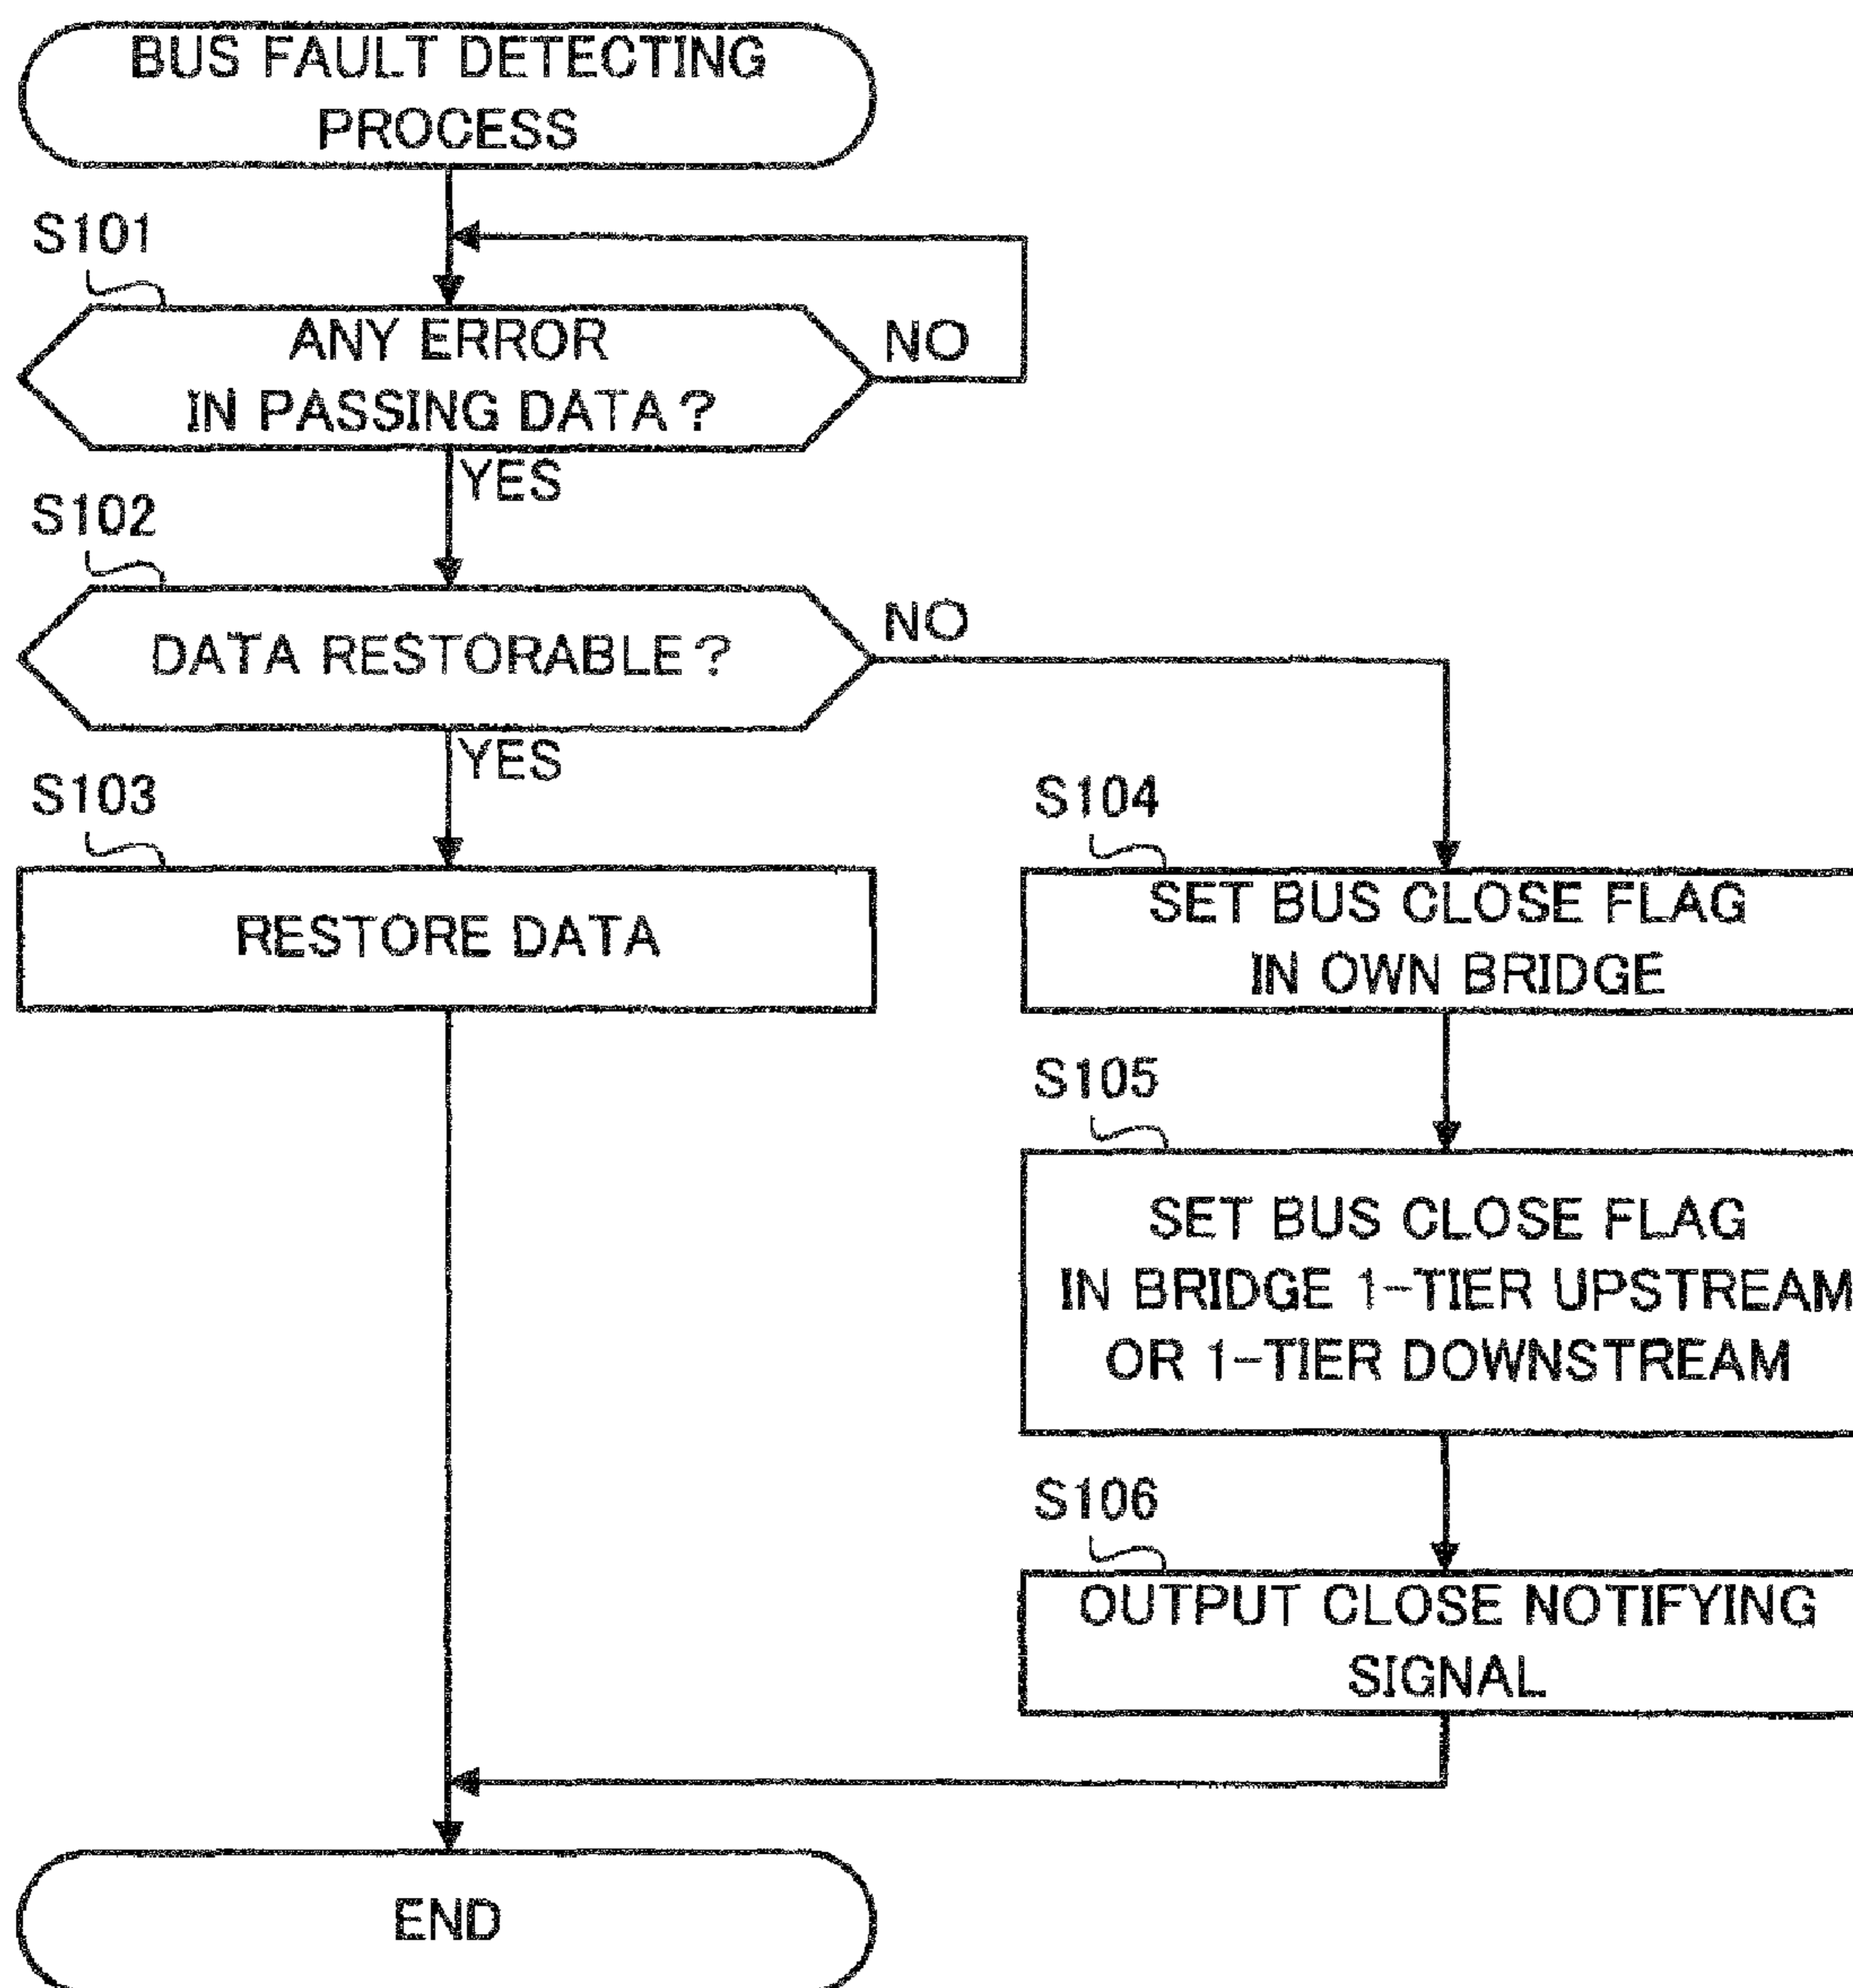 BUS FAULT DETECTING
PROCESS
S101
ANY ERROR
IN PASSING DATA?
NO
YES
S102
DATA RESTORABLE?
NO
YES
S103
RESTORE DATA
S104
SET BUS CLOSE FLAG
IN OWN BRIDGE
S105
SET BUS CLOSE FLAG
IN BRIDGE 1-TIER UPSTREAM
OR 1-TIER DOWNSTREAM
S106
OUTPUT CLOSE NOTIFYING
SIGNAL
END